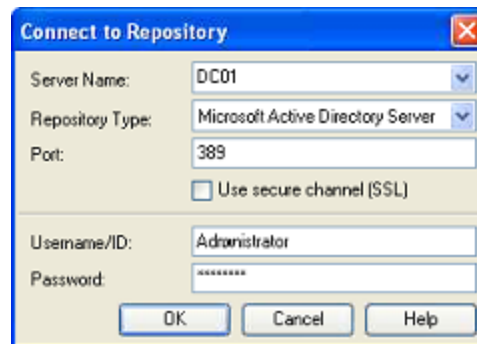 Connect to Repository
Server Name: DC01
Repository Type: Microsoft Active Directory Server
Port: 389
Use secure channel (SSL)
Username/ID: Administrator
Password: ********
OK Cancel Help